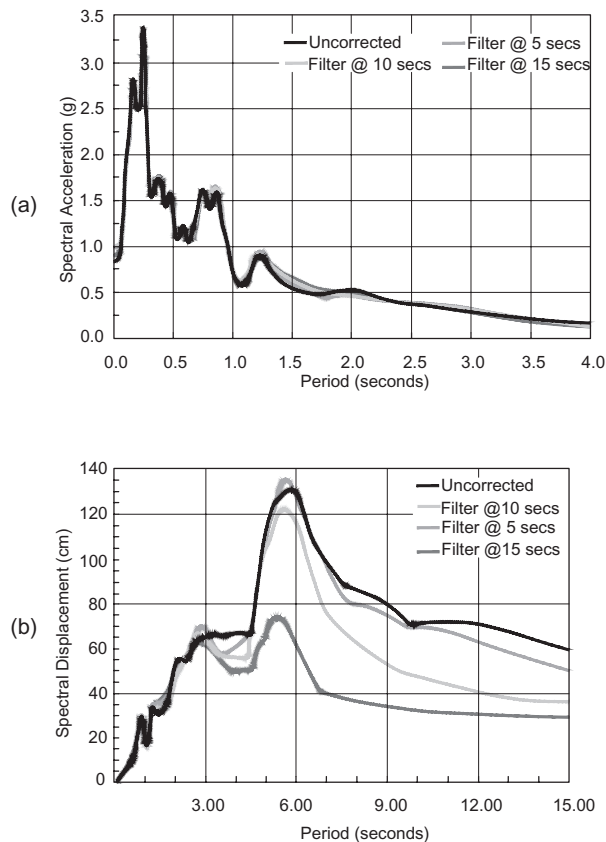 Uncorrected
Filter @ 5 secs
Filter @ 10 secs
Filter @ 15 secs
3.5
3.0
2.5
2.0
1.5
1.0
0.5
0.0
Spectral Acceleration (g)
(a)
0.0 0.5 1.0 1.5 2.0 2.5 3.0 3.5 4.0
Period (seconds)
140
120
100
80
60
40
20
0
Spectral Displacement (cm)
(b)
Uncorrected
Filter @10 secs
Filter @ 5 secs
Filter @15 secs
3.00 6.00 9.00 12.00 15.00
Period (seconds)